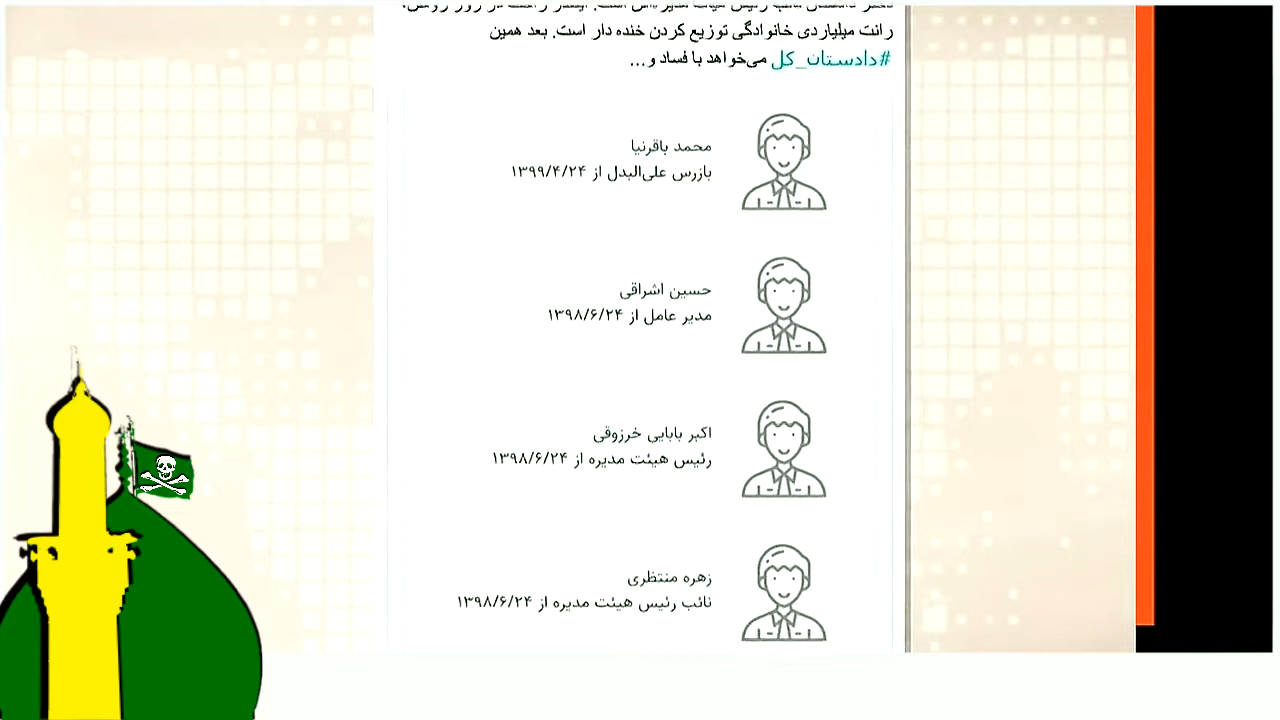 رانت میلیاردی خانوادگی توزیع کردن خنده دار است. بعد همین
#دادستان_کل می‌خواهد با فساد و...
محمد باقرنیا
بازرس علی‌البدل از ۱۳۹۹/۴/۲۴
حسین اشراقی
مدیر عامل از ۱۳۹۸/۶/۲۴
اکبر بابایی خرزوقی
رئیس هیئت مدیره از ۱۳۹۸/۶/۲۴
زهره منتظری
نائب رئیس هیئت مدیره از ۱۳۹۸/۶/۲۴